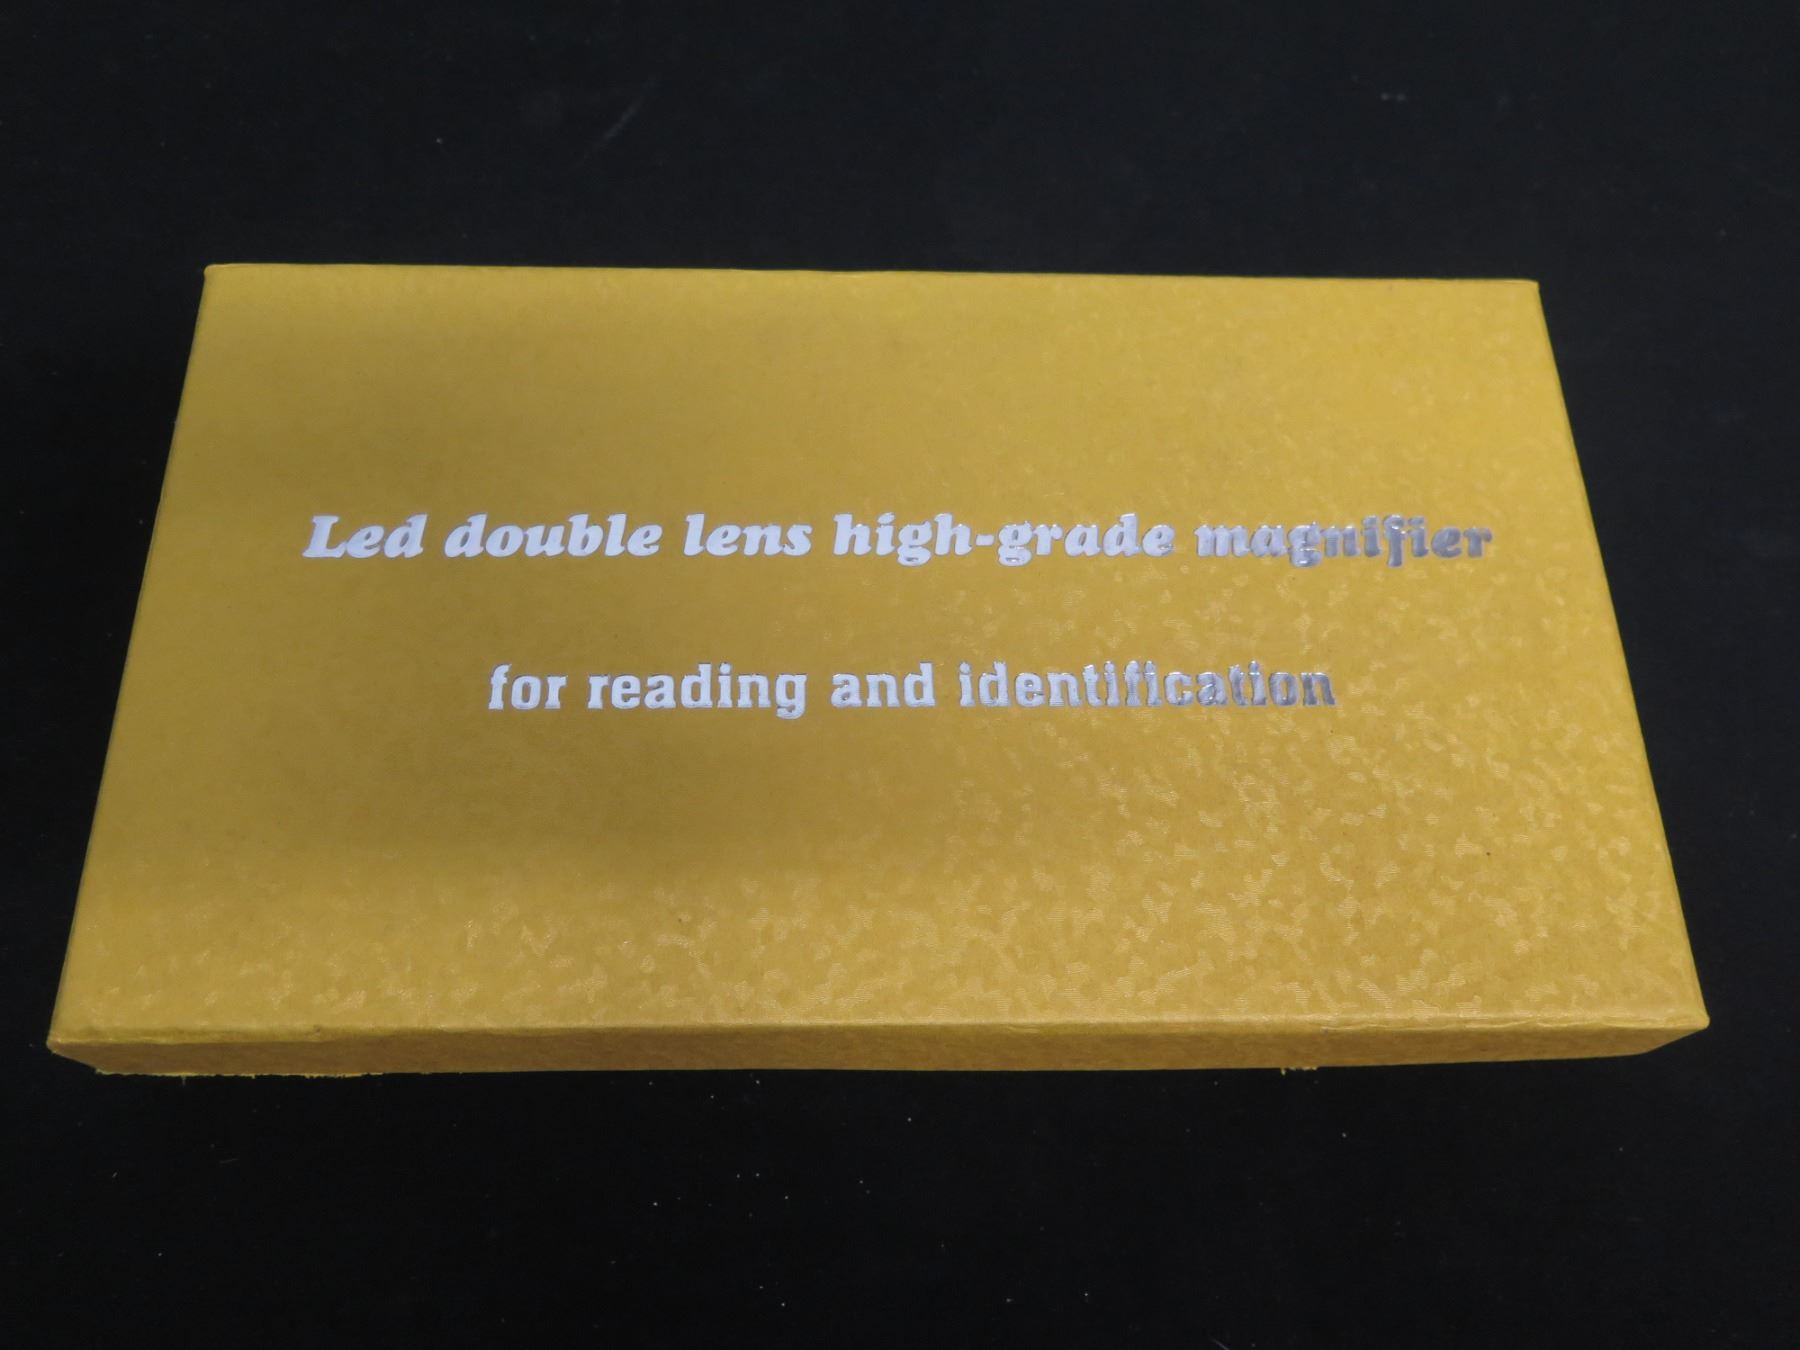 Led double lens high-grade magnifier
for reading and identification